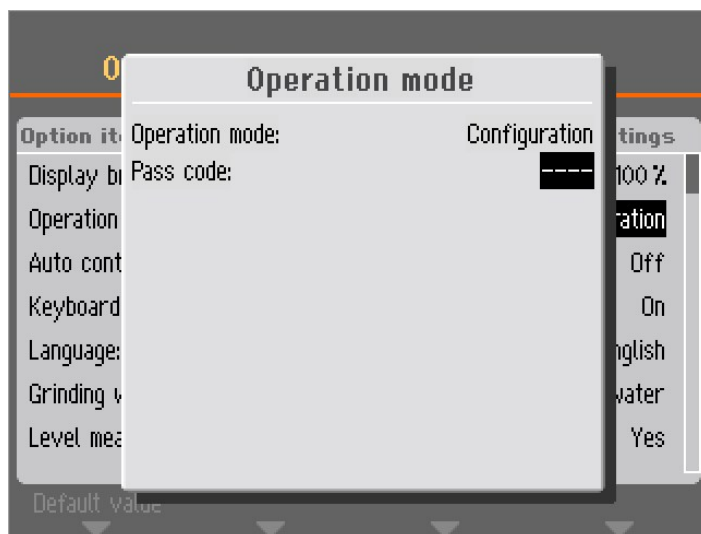 O
Operation mode
Option it
tings
Operation mode: Configuration
Pass code: ----
Display b
100 %
Operation
ration
Auto cont
Off
Keyboard
On
Language:
nglish
Grinding
water
Level mea
Yes
Default value